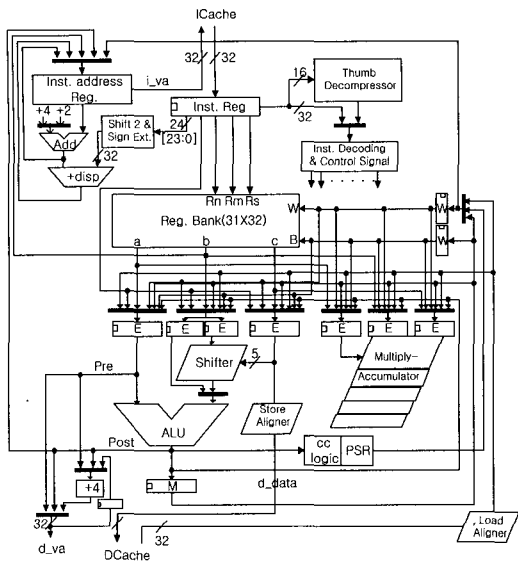 ICache
32 32
Inst. address
Reg.
i_va
16
Thumb
Decompressor
+4 +2
Inst. Reg
32
Add
Shift 2 &
Sign Ext.
24
[23:0]
32
Inst. Decoding
& Control Signal
+disp
Rn Rm Rs
Reg. Bank(31X32)
W
W
B
W
a b c
E E E E E E E
Pre
Shifter
5
Multiply-
Accumulator
Store
Aligner
ALU
Post
cc
logic
PSR
d_data
+4
M
32
d_va
DCache
32
Load
Aligner